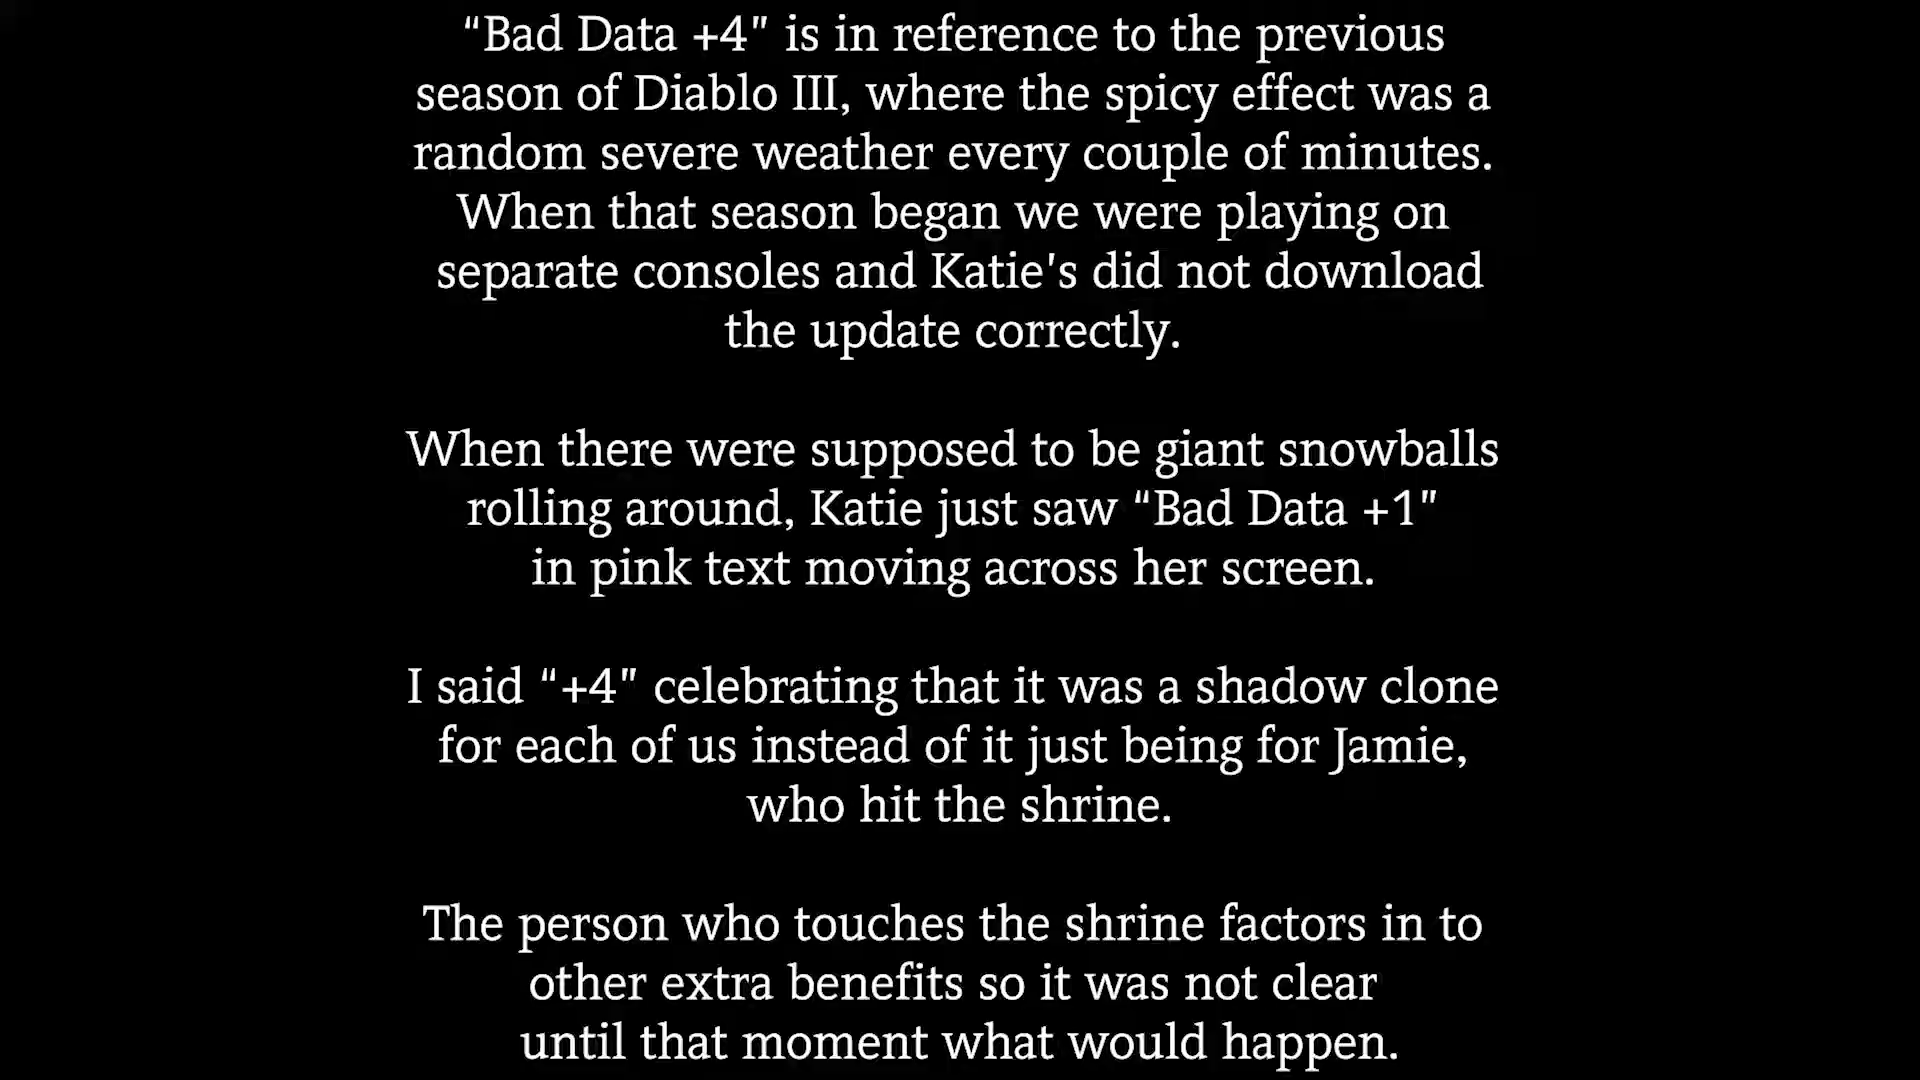 “Bad Data +4” is in reference to the previous
season of Diablo III, where the spicy effect was a
random severe weather every couple of minutes.
When that season began we were playing on
separate consoles and Katie's did not download
the update correctly.
When there were supposed to be giant snowballs
rolling around, Katie just saw “Bad Data +1”
in pink text moving across her screen.
I said “+4” celebrating that it was a shadow clone
for each of us instead of it just being for Jamie,
who hit the shrine.
The person who touches the shrine factors in to
other extra benefits so it was not clear
until that moment what would happen.